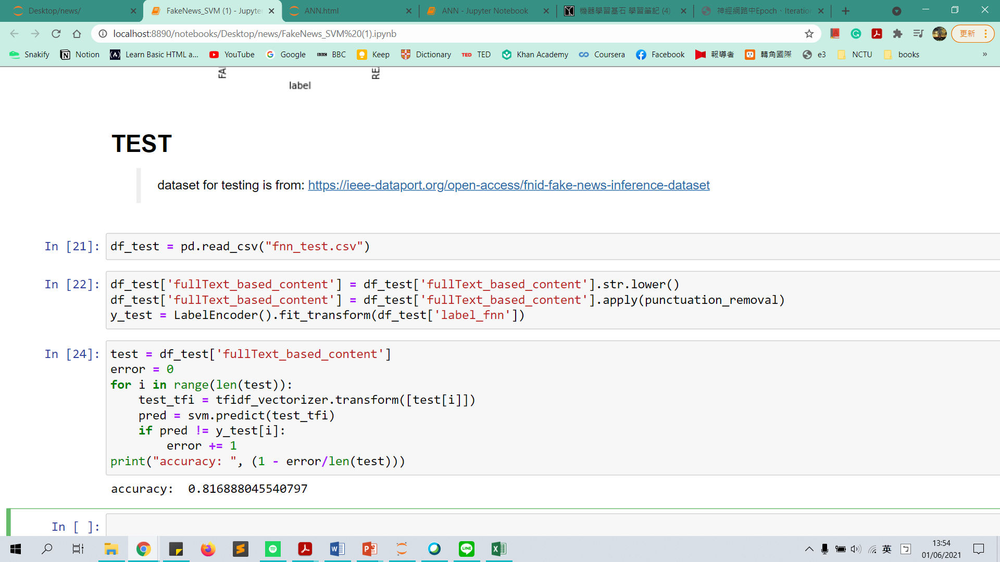 Desktop/news/
FakeNews_SVM (1) - Jupyter
ANN.html
ANN - Jupyter Notebook
機器學習基石 學習筆記 (4)
神經網路中Epoch、Iteration
localhost:8890/notebooks/Desktop/news/FakeNews_SVM%20(1).ipynb
更新
Snakify
Notion
Learn Basic HTML a...
YouTube
Google
BBC
Keep
Dictionary
TED
Khan Academy
Coursera
Facebook
報導者
轉角國際
e3
NCTU
books
»
label
TEST
dataset for testing is from: https://ieee-dataport.org/open-access/fnid-fake-news-inference-dataset
In [21]: df_test = pd.read_csv("fnn_test.csv")
In [22]: df_test['fullText_based_content'] = df_test['fullText_based_content'].str.lower()
df_test['fullText_based_content'] = df_test['fullText_based_content'].apply(punctuation_removal)
y_test = LabelEncoder().fit_transform(df_test['label_fnn'])
In [24]: test = df_test['fullText_based_content']
error = 0
for i in range(len(test)):
    test_tfi = tfidf_vectorizer.transform([test[i]])
    pred = svm.predict(test_tfi)
    if pred != y_test[i]:
        error += 1
print("accuracy: ", (1 - error/len(test)))
accuracy:  0.816888045540797
In [ ]:
英
13:54
01/06/2021